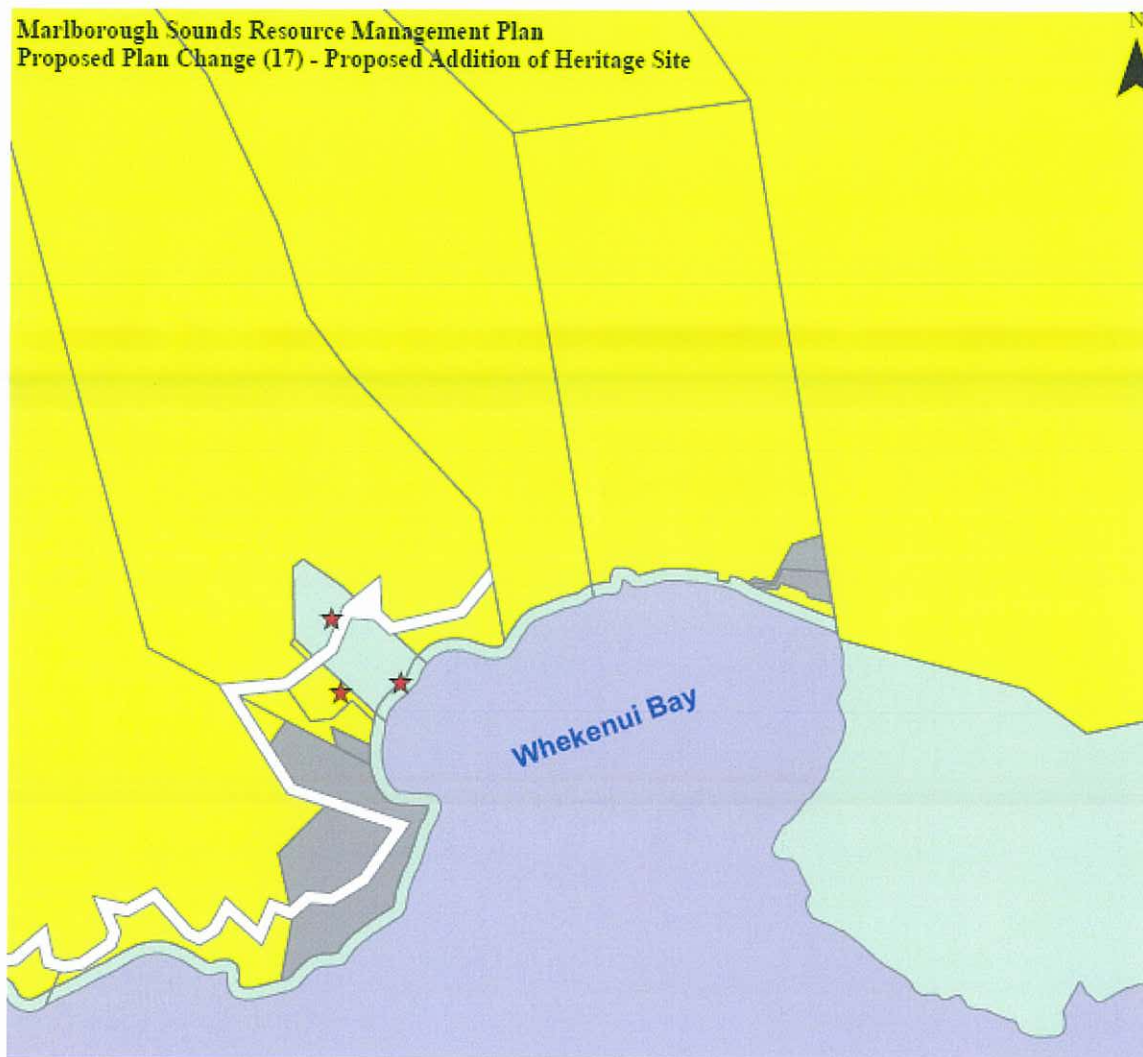 Marlborough Sounds Resource Management Plan
Proposed Plan Change (17) - Proposed Addition of Heritage Site
N
Whekenui Bay